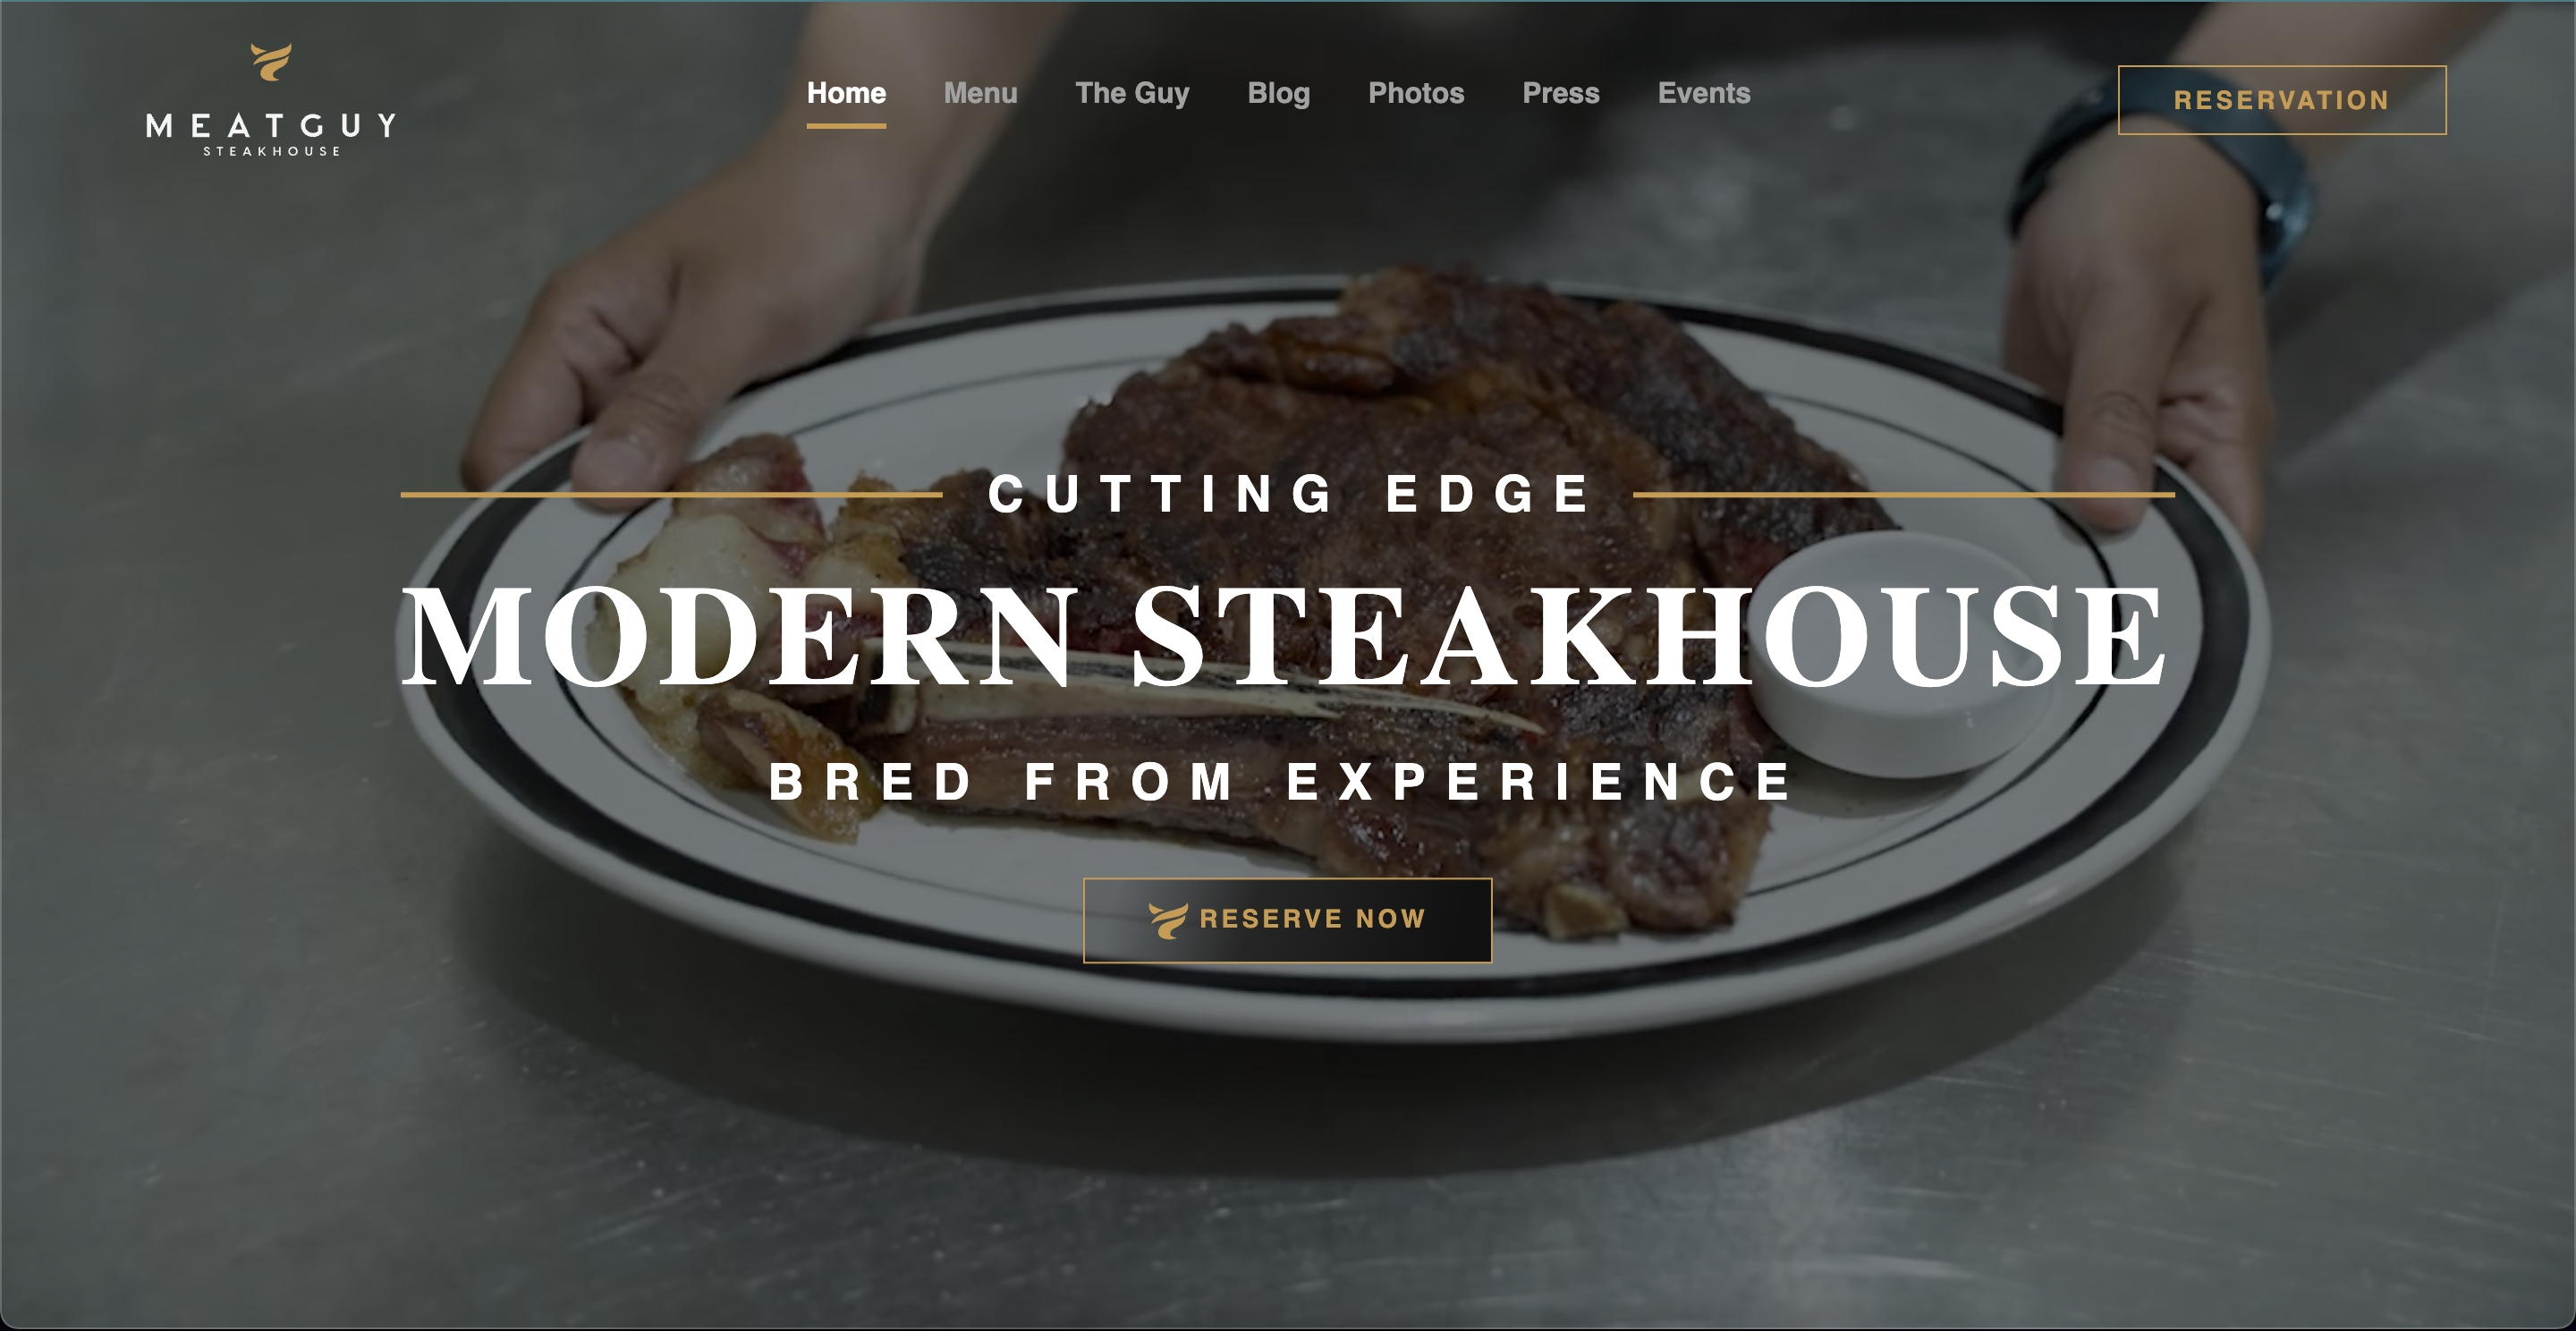 MEATGUY
STEAKHOUSE
Home Menu The Guy Blog Photos Press Events
RESERVATION
CUTTING EDGE
MODERN STEAKHOUSE
BRED FROM EXPERIENCE
RESERVE NOW